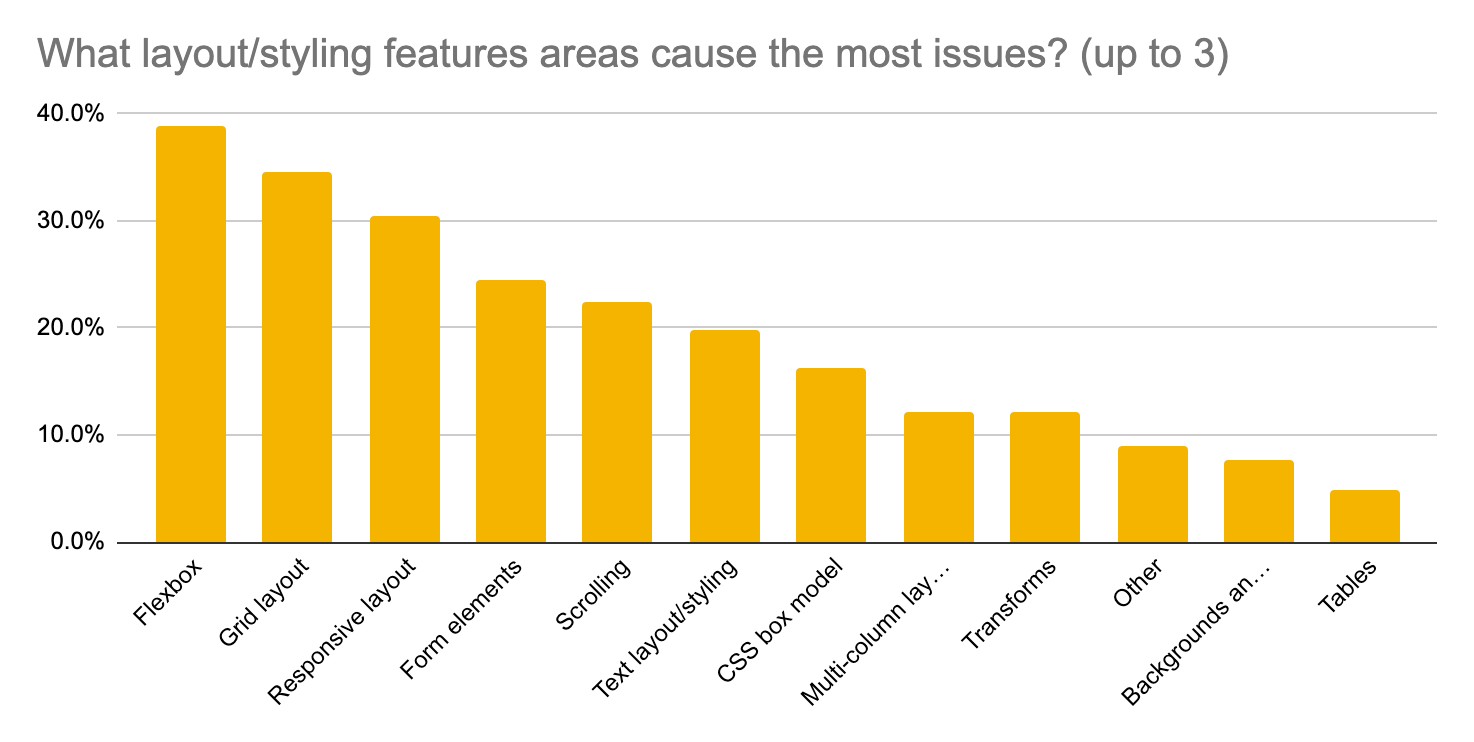 What layout/styling features areas cause the most issues? (up to 3)
40.0%
30.0%
20.0%
10.0%
0.0%
Flexbox
Grid layout
Responsive layout
Form elements
Scrolling
Text layout/styling
CSS box model
Multi-column lay…
Transforms
Other
Backgrounds an…
Tables